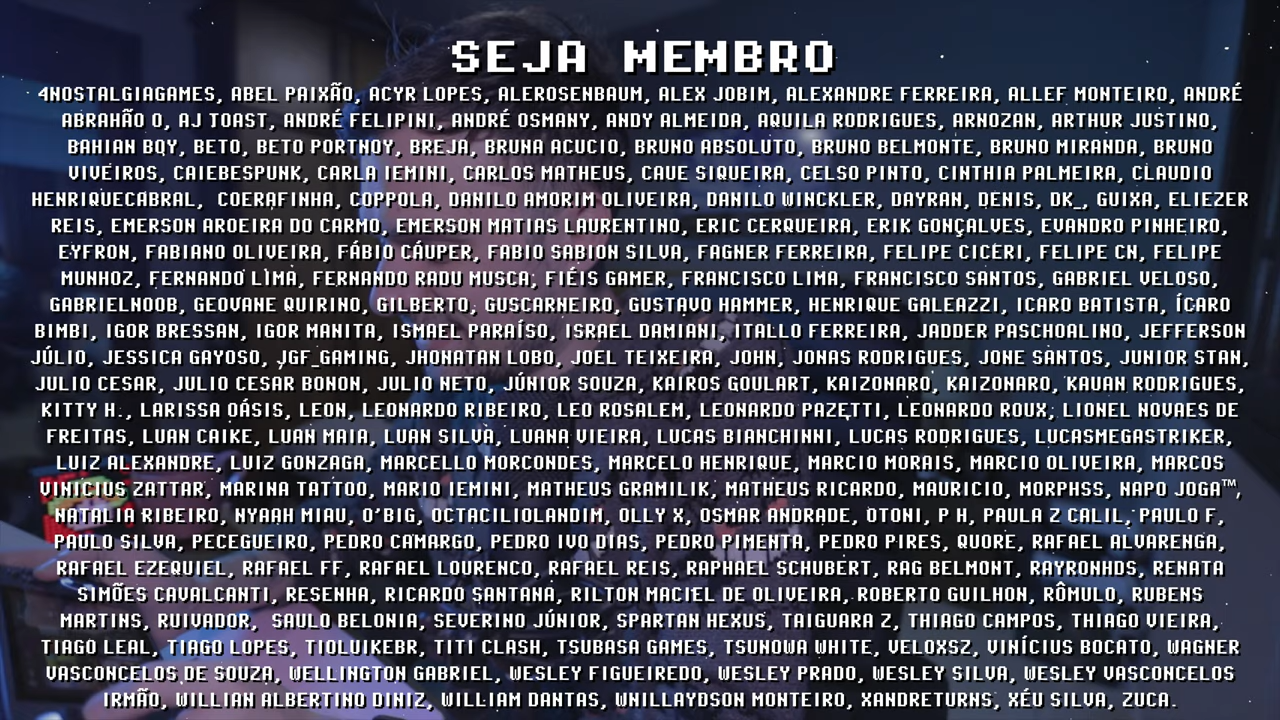 SEJA MEMBRO
4NOSTALGIAGAMES, ABEL PAIXÃO, ACYR LOPES, ALEROSENBAUM, ALEX JOBIM, ALEXANDRE FERREIRA, ALLEF MONTEIRO, ANDRÉ
ABRAHÃO O, AJ TOAST, ANDRÉ FELIPINI, ANDRÉ OSMANY, ANDY ALMEIDA, AQUILA RODRIGUES, ARNOZAN, ARTHUR JUSTINO,
BAHIAN BQY, BETO, BETO PORTNOY, BREJA, BRUNA ACUCIO, BRUNO ABSOLUTO, BRUNO BELMONTE, BRUNO MIRANDA, BRUNO
VIVEIROS, CAIEBESPUNK, CARLA IEMINI, CARLOS MATHEUS, CAVE SIQUEIRA, CELSO PINTO, CINTHIA PALMEIRA, CLAUDIO
HENRIQUECABRAL, COERAFINHA, COPPOLA, DANILO AMORIM OLIVEIRA, DANILO WINCKLER, DAYRAN, DENIS, DK_, GUIXA, ELIEZER
REIS, EMERSON AROEIRA DO CARMO, EMERSON MATIAS LAURENTINO, ERIC CERQUEIRA, ERIK GONÇALVES, EVANDRO PINHEIRO,
EYFRON, FABIANO OLIVEIRA, FÁBIO CÁUPER, FABIO SABION SILVA, FAGNER FERREIRA, FELIPE CICERI, FELIPE CN, FELIPE
MUNHOZ, FERNANDO LIMA, FERNANDO RADU MUSCA, FIÉIS GAMER, FRANCISCO LIMA, FRANCISCO SANTOS, GABRIEL VELOSO,
GABRIELNOOB, GEOVANE QUIRINO, GILBERTO, GUSCARNEIRO, GUSTAVO HAMMER, HENRIQUE GALEAZZI, ICARO BATISTA, ÍCARO
BIMBI, IGOR BRESSAN, IGOR MANITA, ISMAEL PARAÍSO, ISRAEL DAMIANI, ITALLO FERREIRA, JADDER PASCHOALINO, JEFFERSON
JÚLIO, JESSICA GAYOSO, JGF_GAMING, JHONATAN LOBO, JOEL TEIXEIRA, JOHN, JONAS RODRIGUES, JONE SANTOS, JUNIOR STAN,
JULIO CESAR, JULIO CESAR BONON, JULIO NETO, JÚNIOR SOUZA, KAIROS GOULART, KAIZONARO, KAIZONARO, KAUAN RODRIGUES,
KITTY H., LARISSA OÁSIS, LEON, LEONARDO RIBEIRO, LEO ROSALEM, LEONARDO PAZETTI, LEONARDO ROUX, LIONEL NOVAES DE
FREITAS, LUAN CAIKE, LUAN MAIA, LUAN SILVA, LUANA VIEIRA, LUCAS BIANCHINNI, LUCAS RODRIGUES, LUCASMEGASTRIKER,
LUIZ ALEXANDRE, LUIZ GONZAGA, MARCELLO MORCONDES, MARCELO HENRIQUE, MARCIO MORAIS, MARCIO OLIVEIRA, MARCOS
VINICIUS ZATTAR, MARINA TATTOO, MARIO IEMINI, MATHEUS GRAMILIK, MATHEUS RICARDO, MAURICIO, MORPHSS, NAPO JOGA™,
NATALIA RIBEIRO, NYAAH MIAU, O'BIG, OCTACILIOLANDIM, OLLY X, OSMAR ANDRADE, OTONI, P H, PAULA Z CALIL, PAULO F,
PAULO SILVA, PECEGUEIRO, PEDRO CAMARGO, PEDRO IVO DIAS, PEDRO PIMENTA, PEDRO PIRES, QUORE, RAFAEL ALVARENGA,
RAFAEL EZEQUIEL, RAFAEL FF, RAFAEL LOURENCO, RAFAEL REIS, RAPHAEL SCHUBERT, RAG BELMONT, RAYRONHDS, RENATA
SIMÕES CAVALCANTI, RESENHA, RICARDO SANTANA, RILTON MACIEL DE OLIVEIRA, ROBERTO GUILHON, RÔMULO, RUBENS
MARTINS, RUIVADOR, SAULO BELONIA, SEVERINO JÚNIOR, SPARTAN HEXUS, TAIGUARA Z, THIAGO CAMPOS, THIAGO VIEIRA,
TIAGO LEAL, TIAGO LOPES, TIOLUIKEBR, TITI CLASH, TSUBASA GAMES, TSUNOWA WHITE, VELOXSZ, VINÍCIUS BOCATO, WAGNER
VASCONCELOS DE SOUZA, WELLINGTON GABRIEL, WESLEY FIGUEIREDO, WESLEY PRADO, WESLEY SILVA, WESLEY VASCONCELOS
IRMÃO, WILLIAN ALBERTINO DINIZ, WILLIAM DANTAS, WNILLAYDSON MONTEIRO, XANDRETURNS, XÉU SILVA, ZUCA.